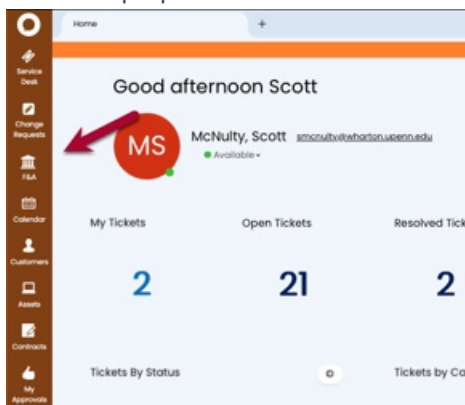 Home
+
Service
Desk
Good afternoon Scott
Change
Requests
MS
McNulty, Scott smcnulty@wharton.upenn.edu
Available
F&A
Calendar
My Tickets
Open Tickets
Resolved Tick
Customers
2
21
2
Assets
Contracts
Tickets By Status
Tickets by Ca
My
Approvals